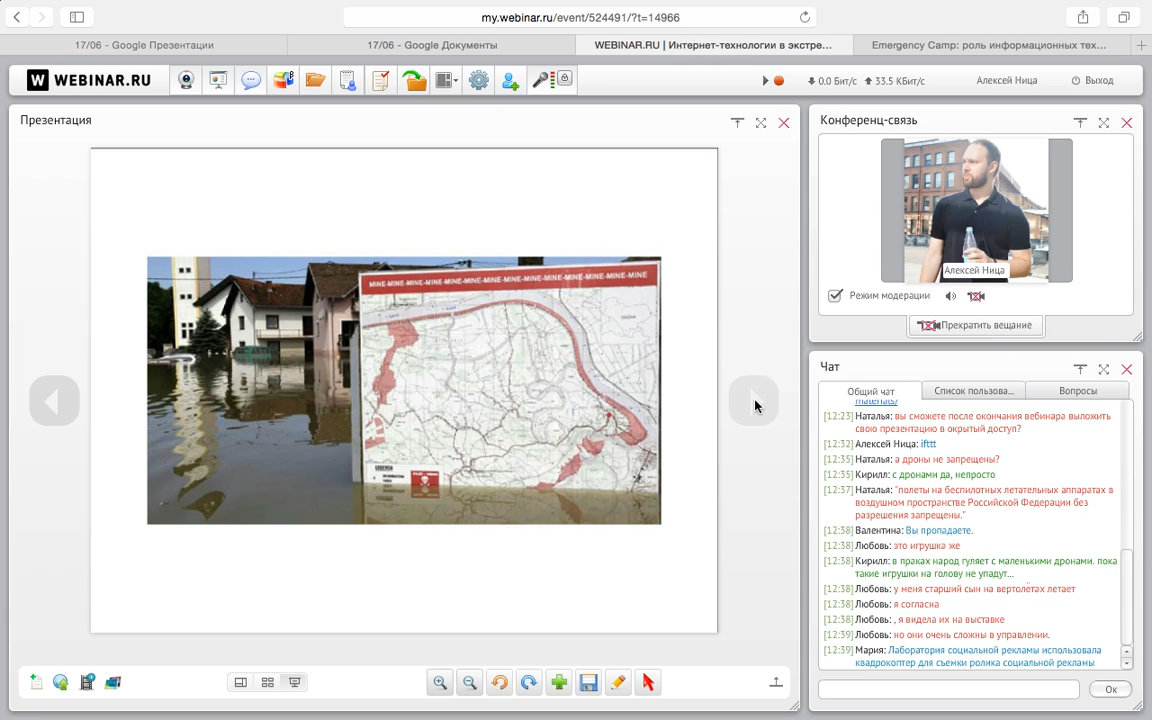 my.webinar.ru/event/524491/?t=14966
17/06 - Google Презентации
17/06 - Google Документы
WEBINAR.RU | Интернет-технологии в экстре...
Emergency Camp: роль информационных тех...
W WEBINAR.RU
0.0 Бит/с
33.5 КБит/с
Алексей Ница
Выход
Презентация
MINE-MINE-MINE-MINE-MINE-MINE-MINE-MINE-MINE-MINE-MINE
Конференц-связь
Алексей Ница
Режим модерации
Прекратить вещание
Чат
Общий чат
Список пользова...
Вопросы
materials/
[12:23] Наталья: вы сможете после окончания вебинара выложить
свою презентацию в окрытый доступ?
[12:32] Алексей Ница: ifttt
[12:35] Наталья: а дроны не запрещены?
[12:35] Кирилл: с дронами да, непросто
[12:37] Наталья: "полеты на беспилотных летательных аппаратах в
воздушном пространстве Российской Федерации без
разрешения запрещены."
[12:38] Валентина: Вы пропадаете.
[12:38] Любовь: это игрушка же
[12:38] Кирилл: в праках народ гуляет с маленькими дронами. пока
такие игрушки на голову не упадут...
[12:38] Любовь: у меня старший сын на вертолётах летает
[12:38] Любовь: я согласна
[12:38] Любовь: , я видела их на выставке
[12:39] Любовь: но они очень сложны в управлении.
[12:39] Мария: Лаборатория социальной рекламы использовала
квадрокоптер для съемки ролика социальной рекламы
Ок